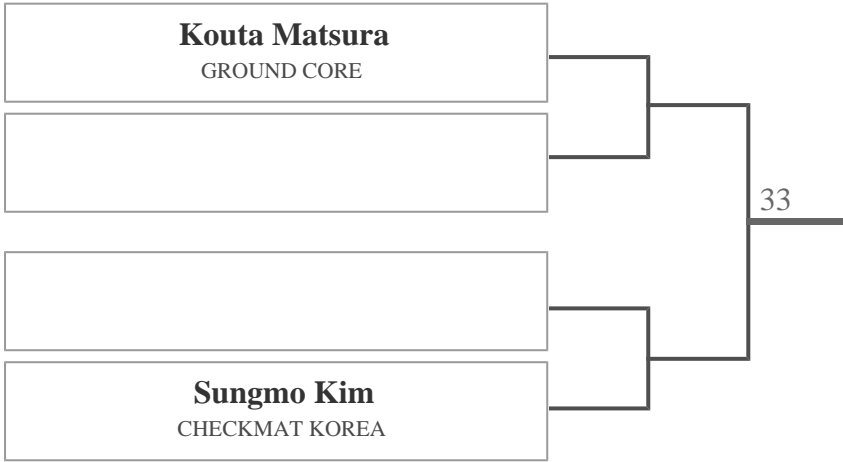 Kouta Matsura
GROUND CORE
33
Sungmo Kim
CHECKMAT KOREA